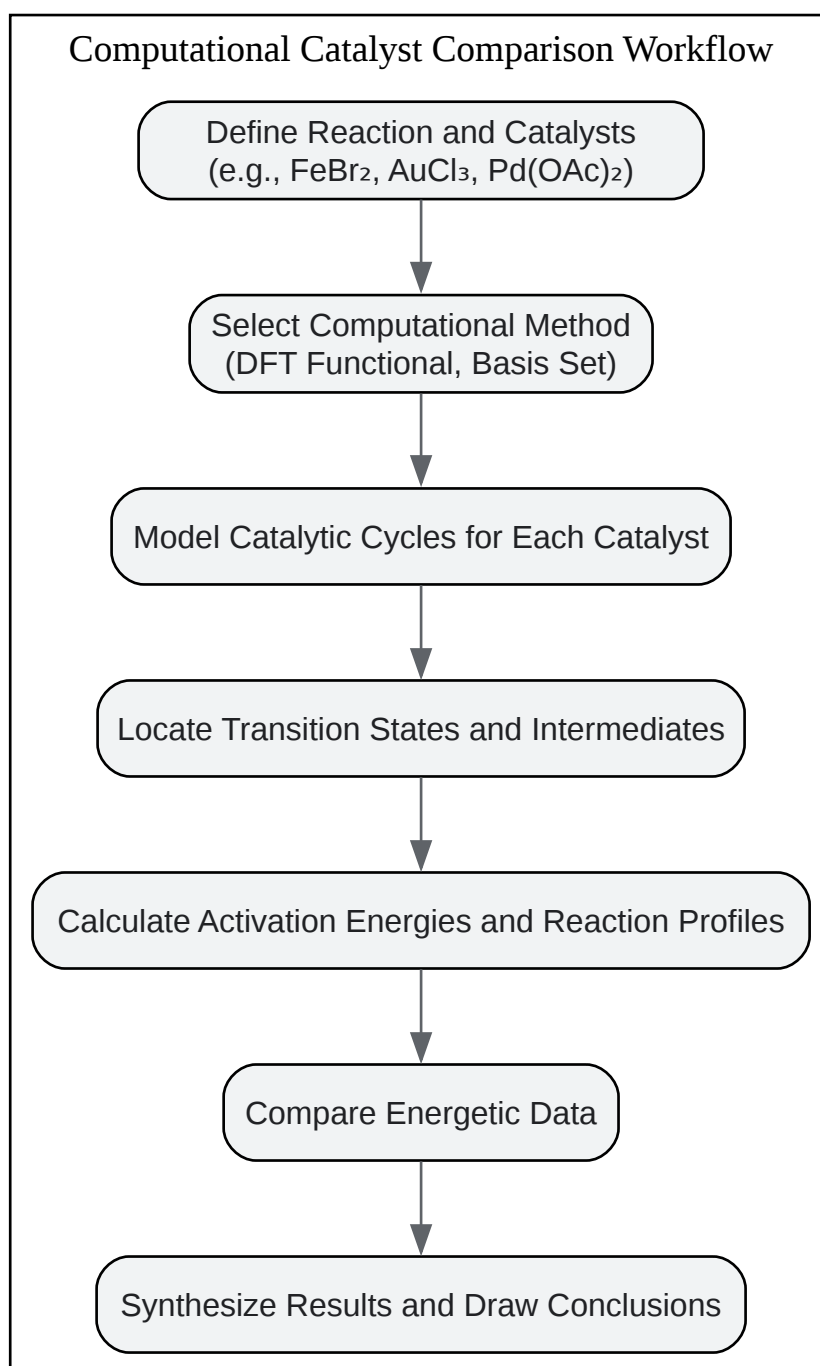 Computational Catalyst Comparison Workflow
Define Reaction and Catalysts
(e.g., FeBr₂, AuCl₃, Pd(OAc)₂)
Select Computational Method
(DFT Functional, Basis Set)
Model Catalytic Cycles for Each Catalyst
Locate Transition States and Intermediates
Calculate Activation Energies and Reaction Profiles
Compare Energetic Data
Synthesize Results and Draw Conclusions